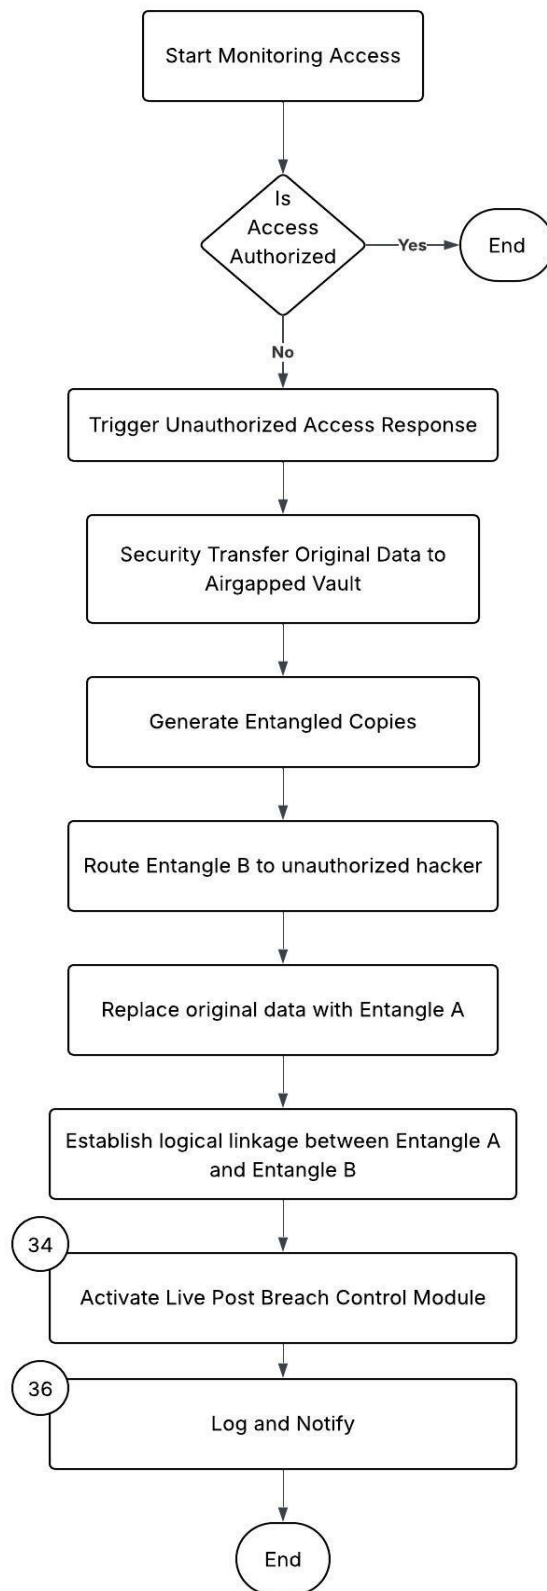 Start Monitoring Access
Is
Access
Authorized
Yes
End
No
Trigger Unauthorized Access Response
Security Transfer Original Data to
Airgapped Vault
Generate Entangled Copies
Route Entangle B to unauthorized hacker
Replace original data with Entangle A
Establish logical linkage between Entangle A
and Entangle B
34
Activate Live Post Breach Control Module
36
Log and Notify
End